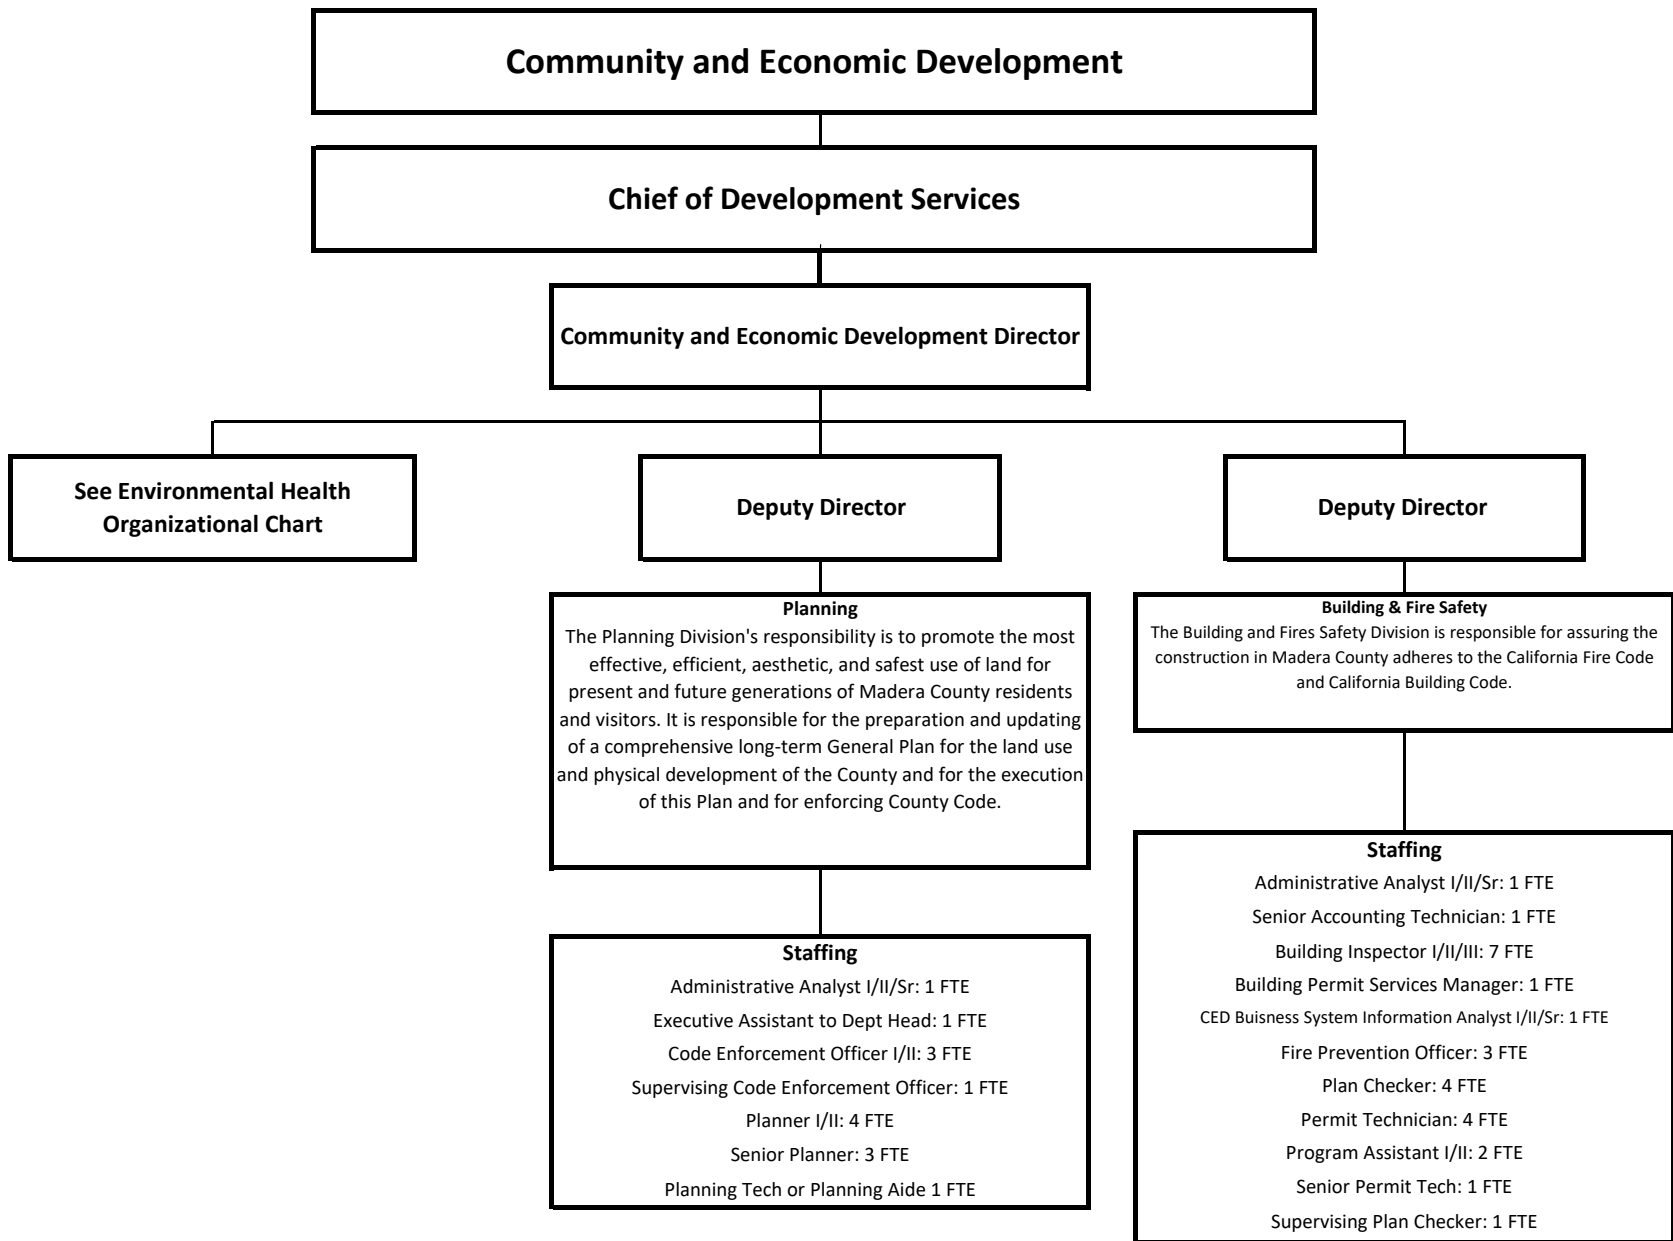 Community and Economic Development
Chief of Development Services
Community and Economic Development Director
See Environmental Health
Organizational Chart
Deputy Director
Deputy Director
Planning
The Planning Division's responsibility is to promote the most
effective, efficient, aesthetic, and safest use of land for
present and future generations of Madera County residents
and visitors. It is responsible for the preparation and updating
of a comprehensive long-term General Plan for the land use
and physical development of the County and for the execution
of this Plan and for enforcing County Code.
Building & Fire Safety
The Building and Fires Safety Division is responsible for assuring the
construction in Madera County adheres to the California Fire Code
and California Building Code.
Staffing
Administrative Analyst I/II/Sr: 1 FTE
Executive Assistant to Dept Head: 1 FTE
Code Enforcement Officer I/II: 3 FTE
Supervising Code Enforcement Officer: 1 FTE
Planner I/II: 4 FTE
Senior Planner: 3 FTE
Planning Tech or Planning Aide 1 FTE
Staffing
Administrative Analyst I/II/Sr: 1 FTE
Senior Accounting Technician: 1 FTE
Building Inspector I/II/III: 7 FTE
Building Permit Services Manager: 1 FTE
CED Buisness System Information Analyst I/II/Sr: 1 FTE
Fire Prevention Officer: 3 FTE
Plan Checker: 4 FTE
Permit Technician: 4 FTE
Program Assistant I/II: 2 FTE
Senior Permit Tech: 1 FTE
Supervising Plan Checker: 1 FTE